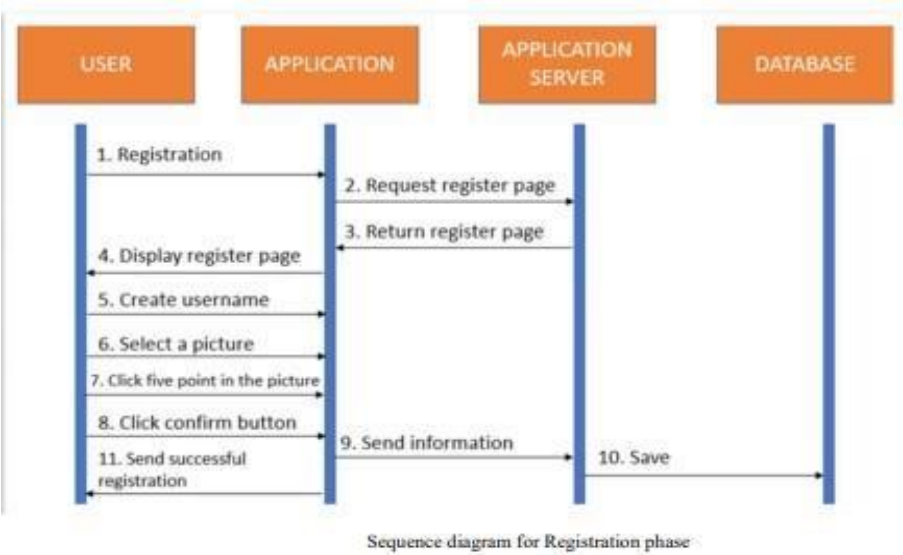 USER
APPLICATION
APPLICATION
SERVER
DATABASE
1. Registration
2. Request register page
3. Return register page
4. Display register page
5. Create username
6. Select a picture
7. Click five point in the picture
8. Click confirm button
9. Send information
10. Save
11. Send successful
registration
Sequence diagram for Registration phase